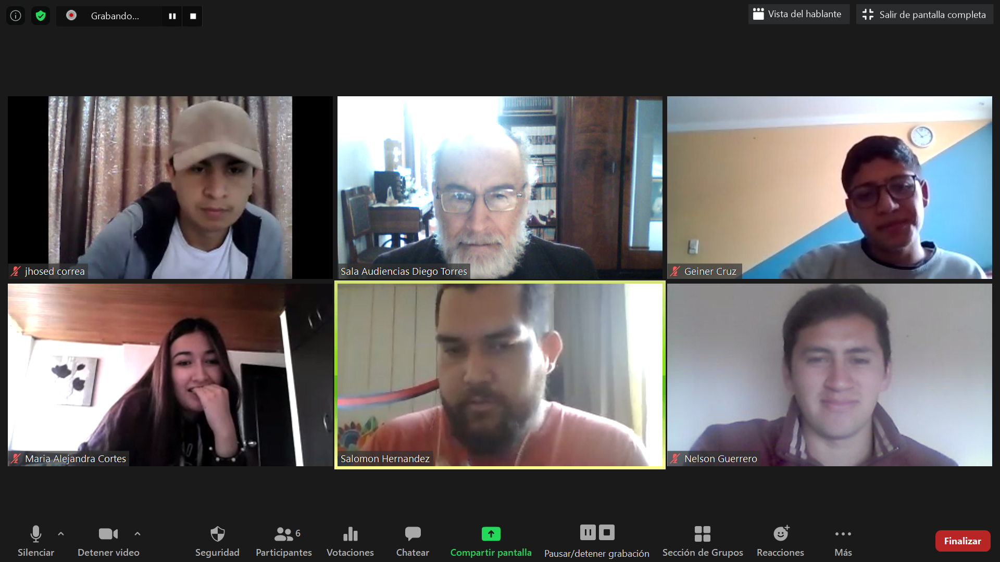 Grabando...
Vista del hablante
Salir de pantalla completa
jhosed correa
Sala Audiencias Diego Torres
Geiner Cruz
Maria Alejandra Cortes
Salomon Hernandez
Nelson Guerrero
Silenciar
Detener video
Seguridad
6
Participantes
Votaciones
Chatear
Compartir pantalla
Pausar/detener grabación
Sección de Grupos
Reacciones
Más
Finalizar